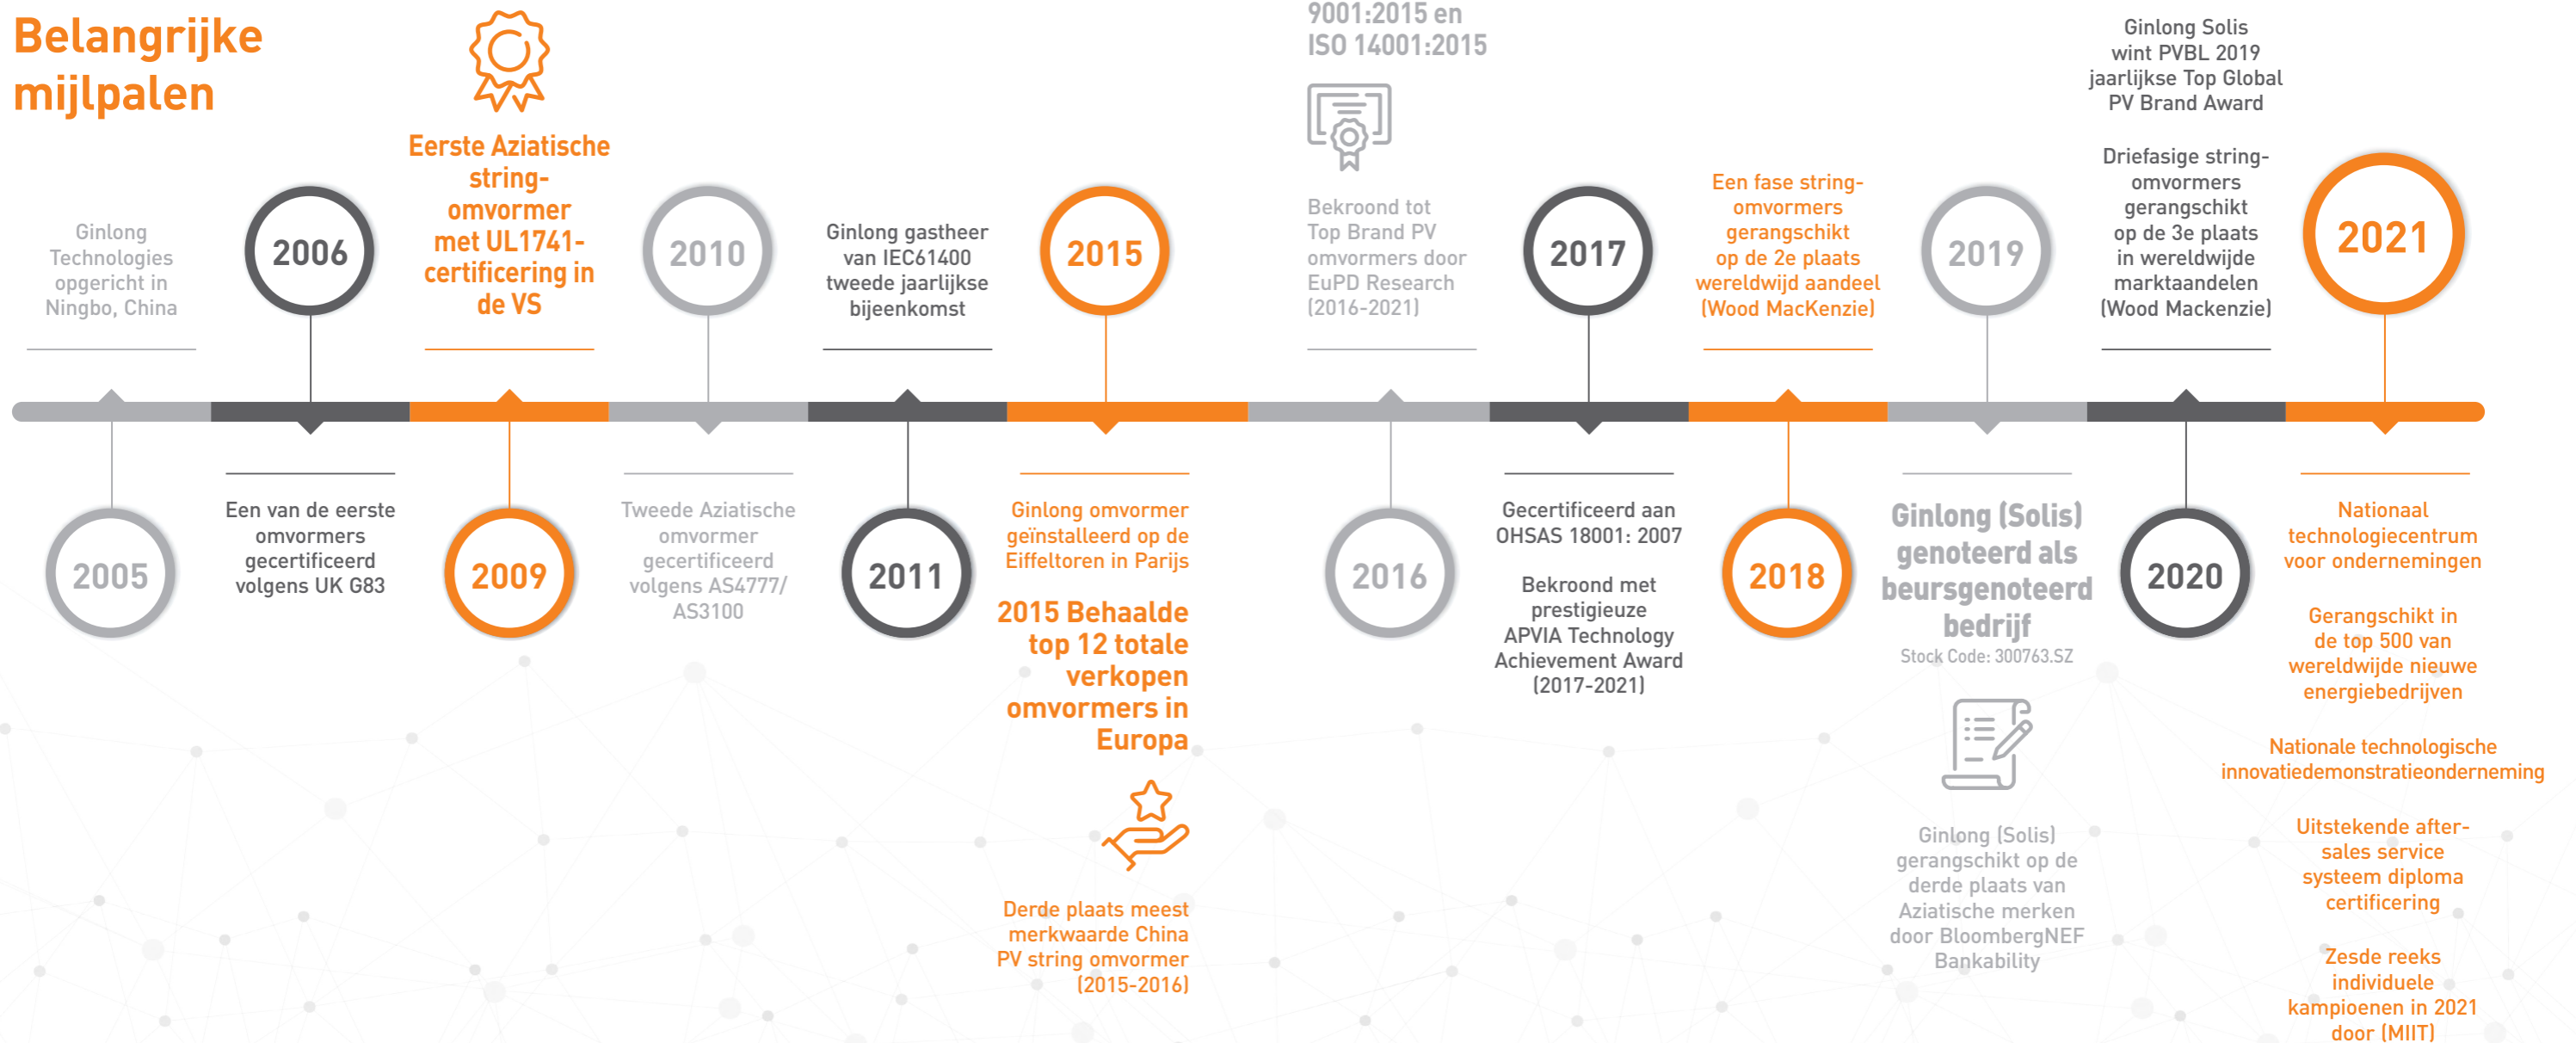 Belangrijke
mijlpalen
Ginlong
Technologies
opgericht in
Ningbo, China
2005
2006
Een van de eerste
omvormers
gecertificeerd
volgens UK G83
Eerste Aziatische
string-
omvormer
met UL1741-
certificering in
de VS
2009
2010
Tweede Aziatische
omvormer
gecertificeerd
volgens AS4777/
AS3100
Ginlong gastheer
van IEC61400
tweede jaarlijkse
bijeenkomst
2011
2015
Ginlong omvormer
geïnstalleerd op de
Eiffeltoren in Parijs
2015 Behaalde
top 12 totale
verkopen
omvormers in
Europa
Derde plaats meest
merkwaarde China
PV string omvormer
(2015-2016)
9001:2015 en
ISO 14001:2015
Bekroond tot
Top Brand PV
omvormers door
EuPD Research
(2016-2021)
2016
2017
Gecertificeerd aan
OHSAS 18001: 2007
Bekroond met
prestigieuze
APVIA Technology
Achievement Award
(2017-2021)
Een fase string-
omvormers
gerangschikt
op de 2e plaats
wereldwijd aandeel
(Wood MacKenzie)
2018
2019
Ginlong (Solis)
genoteerd als
beursgenoteerd
bedrijf
Stock Code: 300763.SZ
Ginlong (Solis)
gerangschikt op de
derde plaats van
Aziatische merken
door BloombergNEF
Bankability
Ginlong Solis
wint PVBL 2019
jaarlijkse Top Global
PV Brand Award
Driefasige string-
omvormers
gerangschikt
op de 3e plaats
in wereldwijde
marktaandelen
(Wood Mackenzie)
2020
2021
Nationaal
technologiecentrum
voor ondernemingen
Gerangschikt in
de top 500 van
wereldwijde nieuwe
energiebedrijven
Nationale technologische
innovatiedemonstratieonderneming
Uitstekende after-
sales service
systeem diploma
certificering
Zesde reeks
individuele
kampioenen in 2021
door (MIIT)